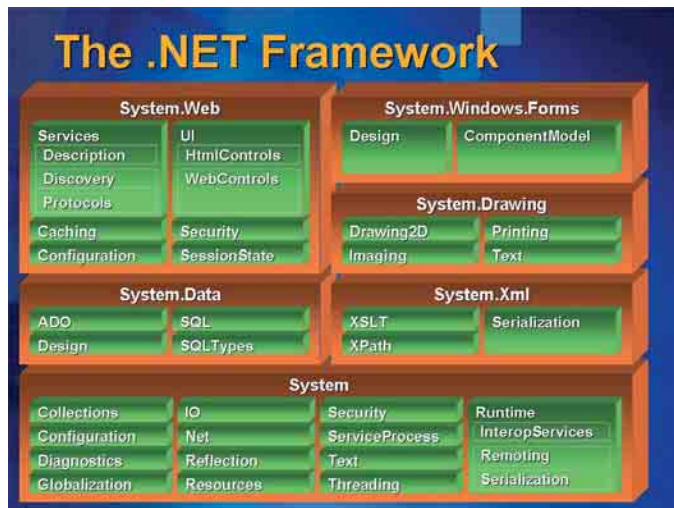 The .NET Framework
System.Web
Services
Description
Discovery
Protocols
UI
HtmlControls
WebControls
Caching
Configuration
Security
SessionState
System.Windows.Forms
Design
ComponentModel
System.Drawing
Drawing2D
Imaging
Printing
Text
System.Data
ADO
Design
SQL
SQLTypes
System.Xml
XSLT
XPath
Serialization
System
Collections
Configuration
Diagnostics
Globalization
IO
Net
Reflection
Resources
Security
ServiceProcess
Text
Threading
Runtime
InteropServices
Remoting
Serialization